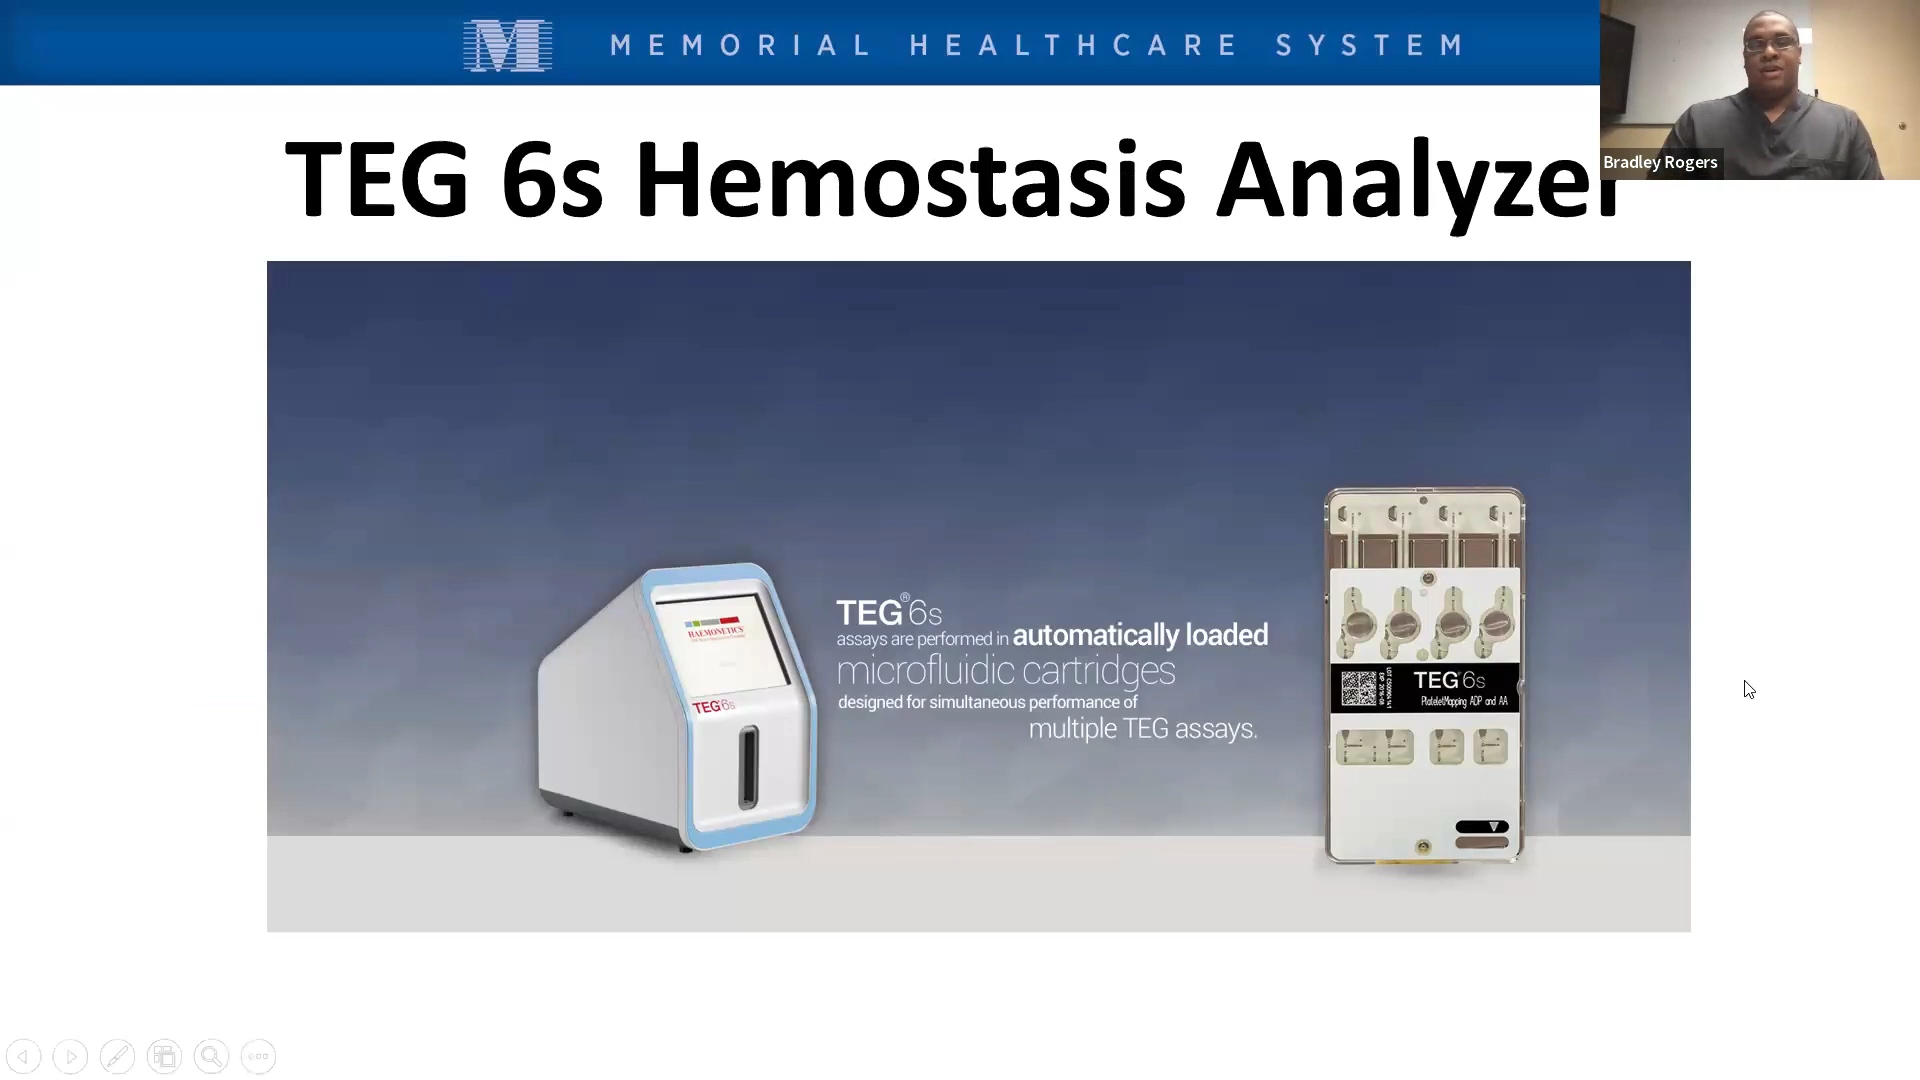 MEMORIAL HEALTHCARE SYSTEM
Bradley Rogers
TEG 6s Hemostasis Analyzer
TEG®6s
assays are performed in automatically loaded
microfluidic cartridges
designed for simultaneous performance of
multiple TEG assays.
HAEMONETICS
TEG®6s
TEG 6s
PlateletMapping ADP and AA